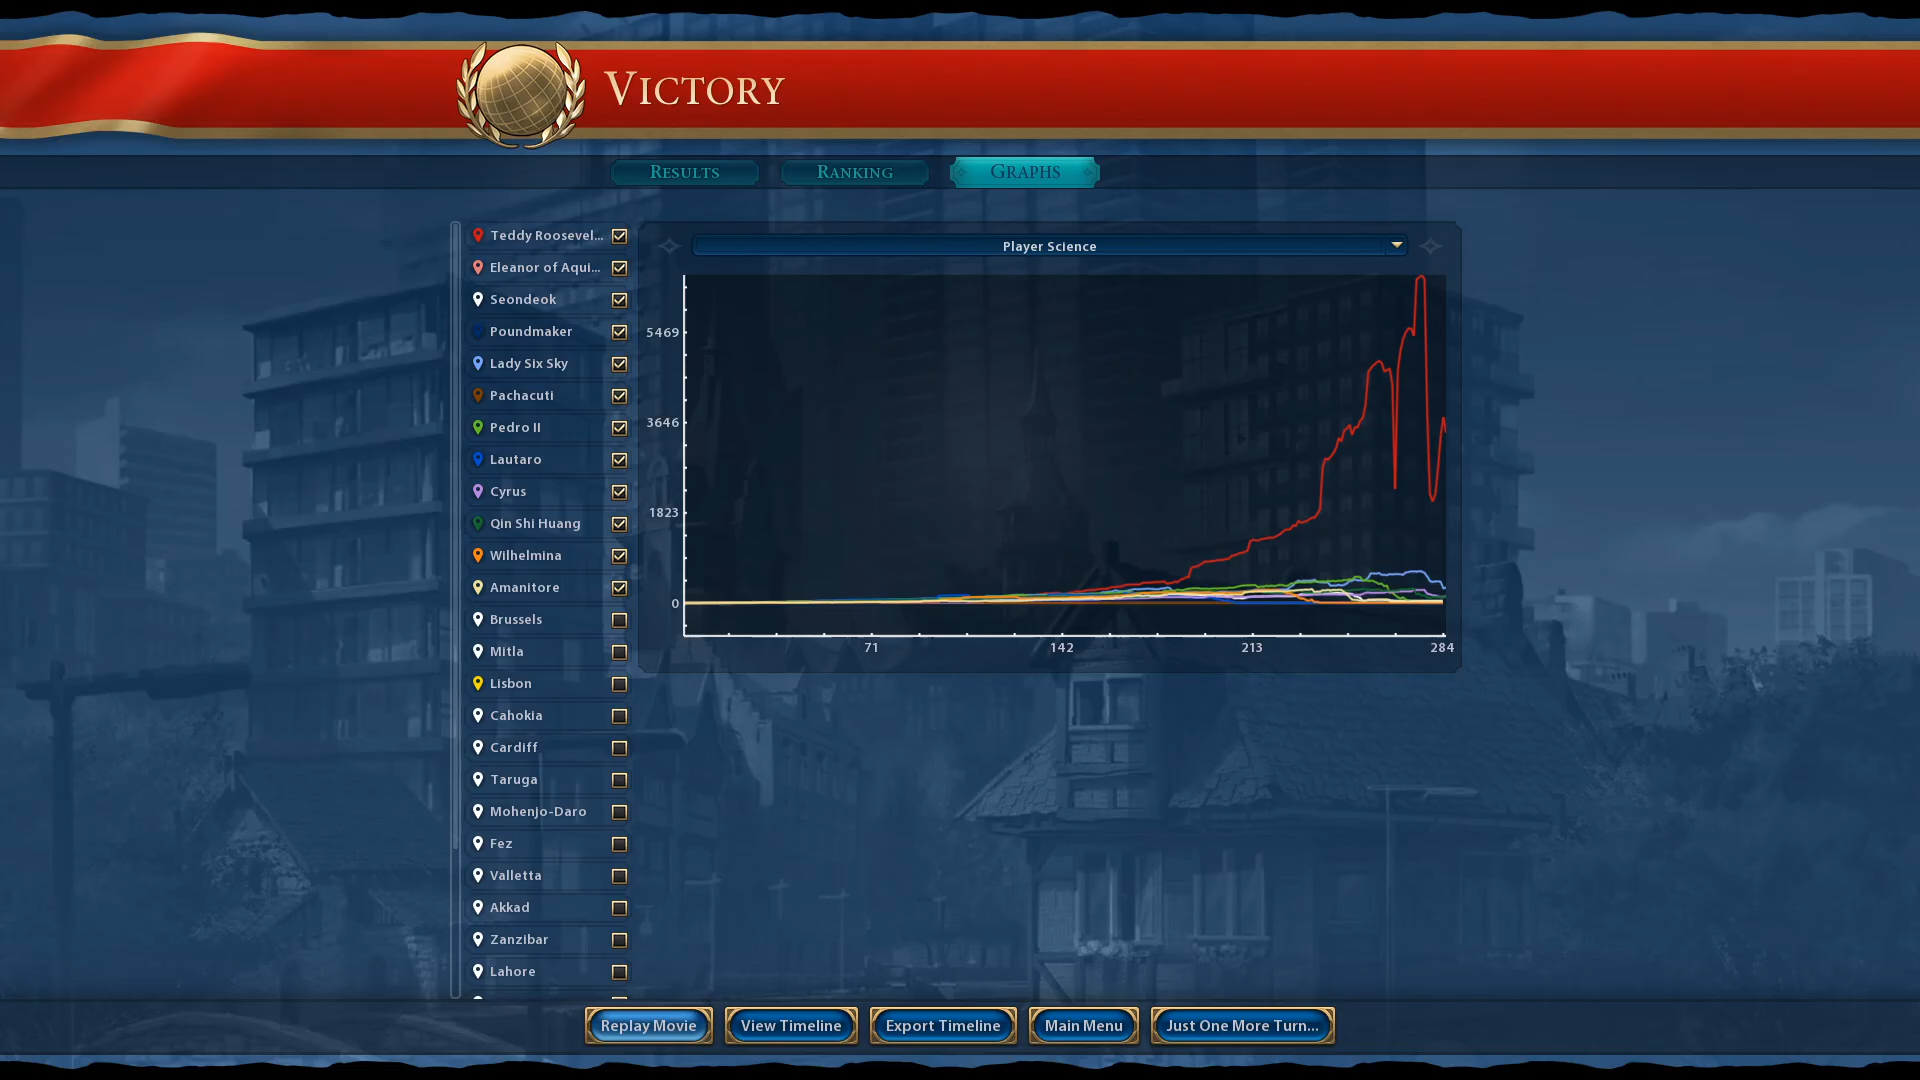 Victory
Results
Ranking
Graphs
Teddy Roosevel...
Eleanor of Aqui...
Seondeok
Poundmaker
Lady Six Sky
Pachacuti
Pedro II
Lautaro
Cyrus
Qin Shi Huang
Wilhelmina
Amanitore
Brussels
Mitla
Lisbon
Cahokia
Cardiff
Taruga
Mohenjo-Daro
Fez
Valletta
Akkad
Zanzibar
Lahore
Player Science
5469
3646
1823
0
71 142 213 284
Replay Movie
View Timeline
Export Timeline
Main Menu
Just One More Turn...